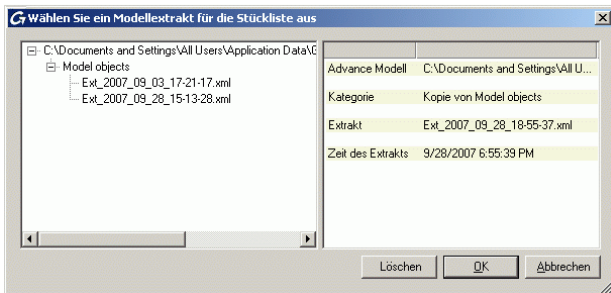 Wählen Sie ein Modellextrakt für die Stückliste aus
C:\Documents and Settings\All Users\Application Data\G
Model objects
Ext_2007_09_03_17-21-17.xml
Ext_2007_09_28_15-13-28.xml
Advance Modell C:\Documents and Settings\All U...
Kategorie Kopie von Model objects
Extrakt Ext_2007_09_28_18-55-37.xml
Zeit des Extrakts 9/28/2007 6:55:39 PM
Löschen OK Abbrechen